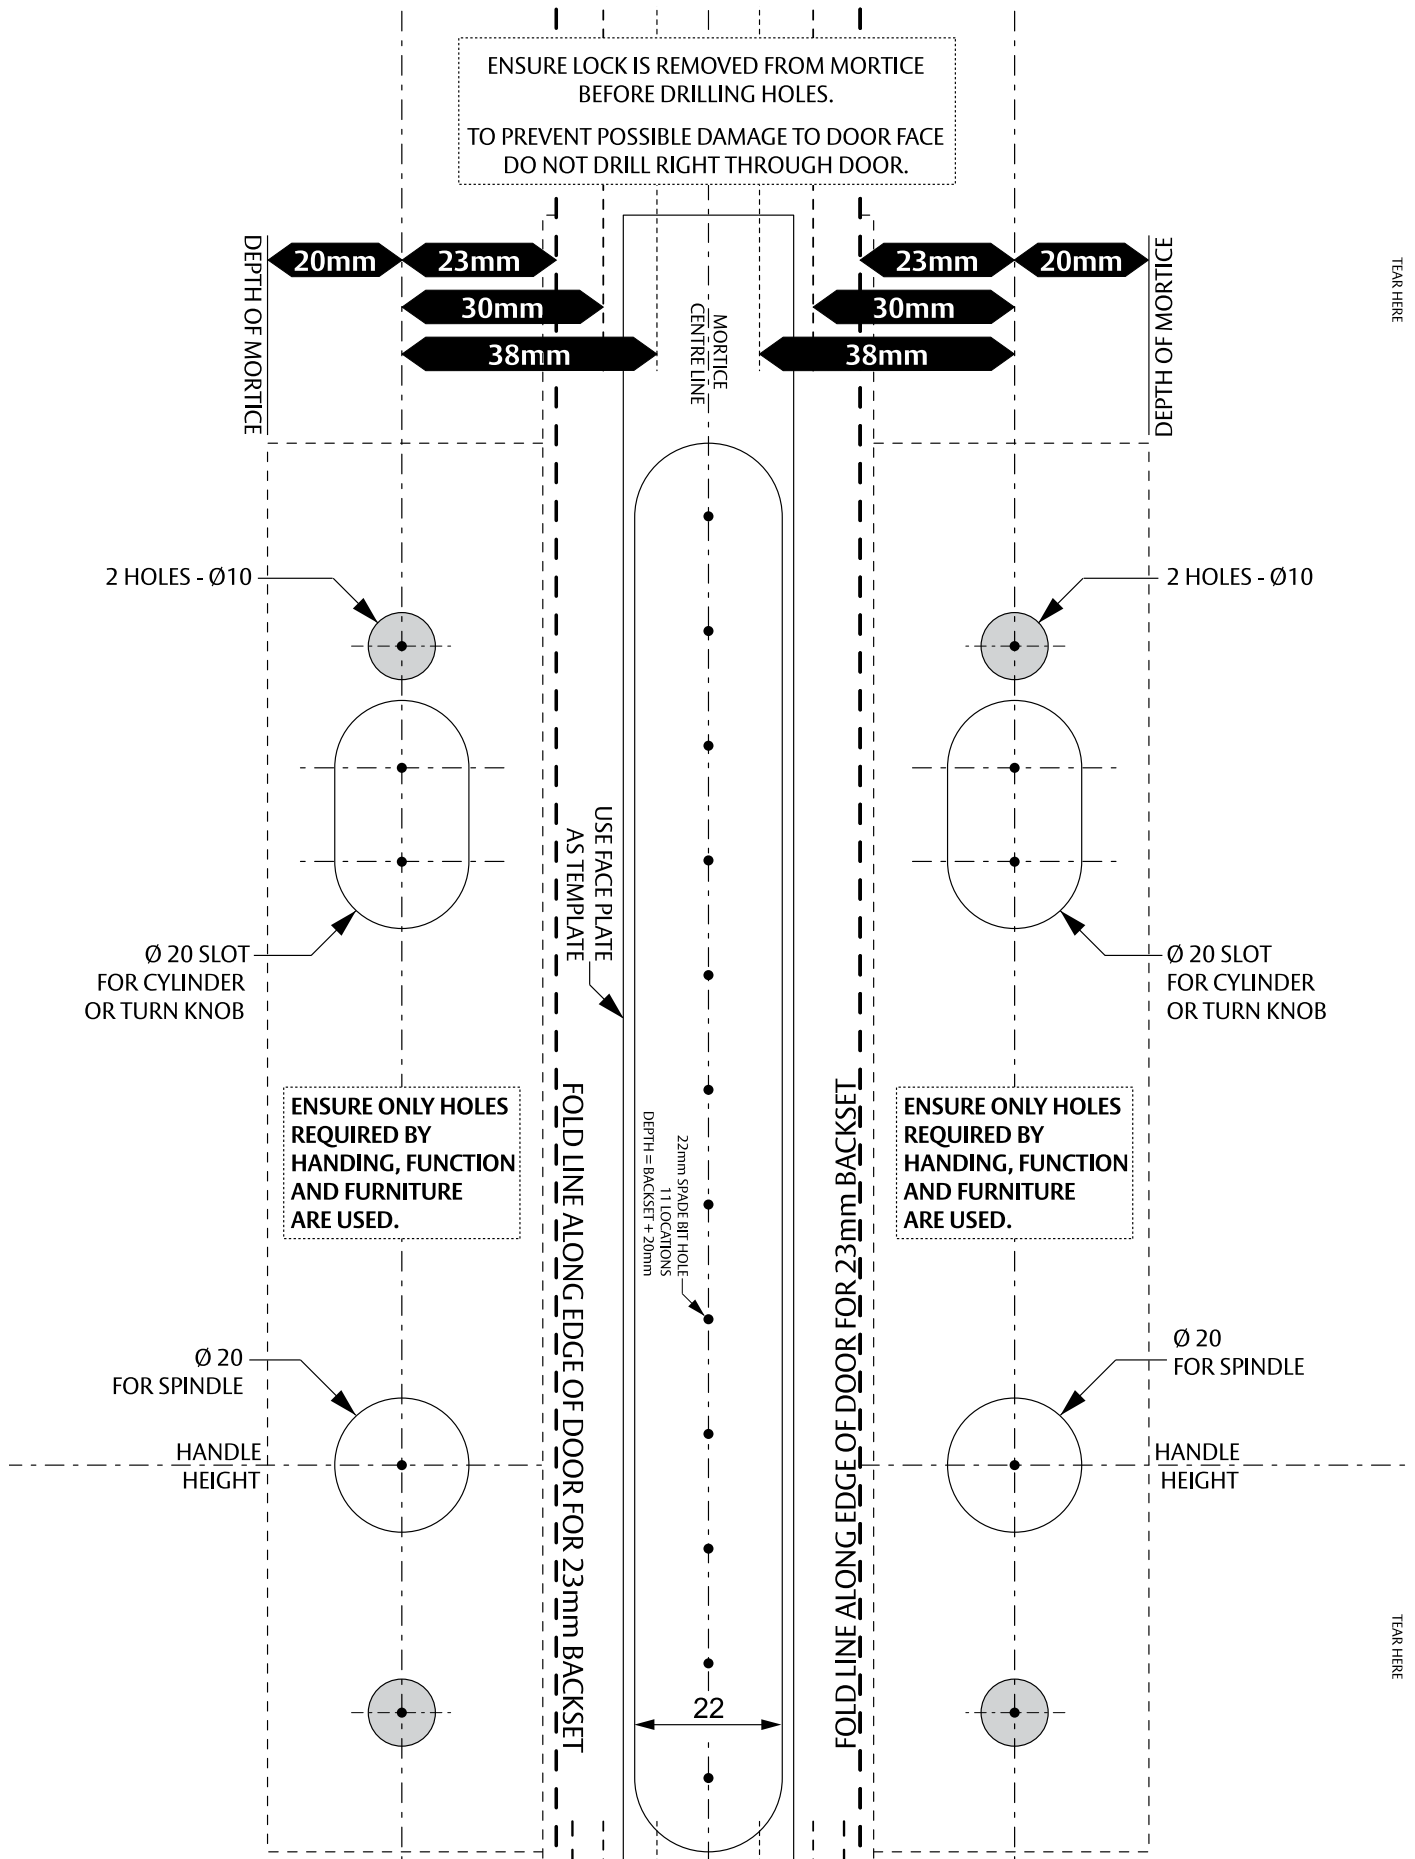 ENSURE LOCK IS REMOVED FROM MORTICE
BEFORE DRILLING HOLES.
TO PREVENT POSSIBLE DAMAGE TO DOOR FACE
DO NOT DRILL RIGHT THROUGH DOOR.
DEPTH OF MORTICE
20mm
23mm
30mm
38mm
MORTICE
CENTRE LINE
23mm
20mm
30mm
38mm
DEPTH OF MORTICE
TEAR HERE
2 HOLES - Ø10
2 HOLES - Ø10
USE FACE PLATE
AS TEMPLATE
Ø 20 SLOT
FOR CYLINDER
OR TURN KNOB
Ø 20 SLOT
FOR CYLINDER
OR TURN KNOB
ENSURE ONLY HOLES
REQUIRED BY
HANDING, FUNCTION
AND FURNITURE
ARE USED.
FOLD LINE ALONG EDGE OF DOOR FOR 23mm BACKSET
22mm SPADE BIT HOLE
11 LOCATIONS
DEPTH = BACKSET + 20mm
FOLD LINE ALONG EDGE OF DOOR FOR 23mm BACKSET
ENSURE ONLY HOLES
REQUIRED BY
HANDING, FUNCTION
AND FURNITURE
ARE USED.
Ø 20
FOR SPINDLE
Ø 20
FOR SPINDLE
HANDLE
HEIGHT
HANDLE
HEIGHT
TEAR HERE
22